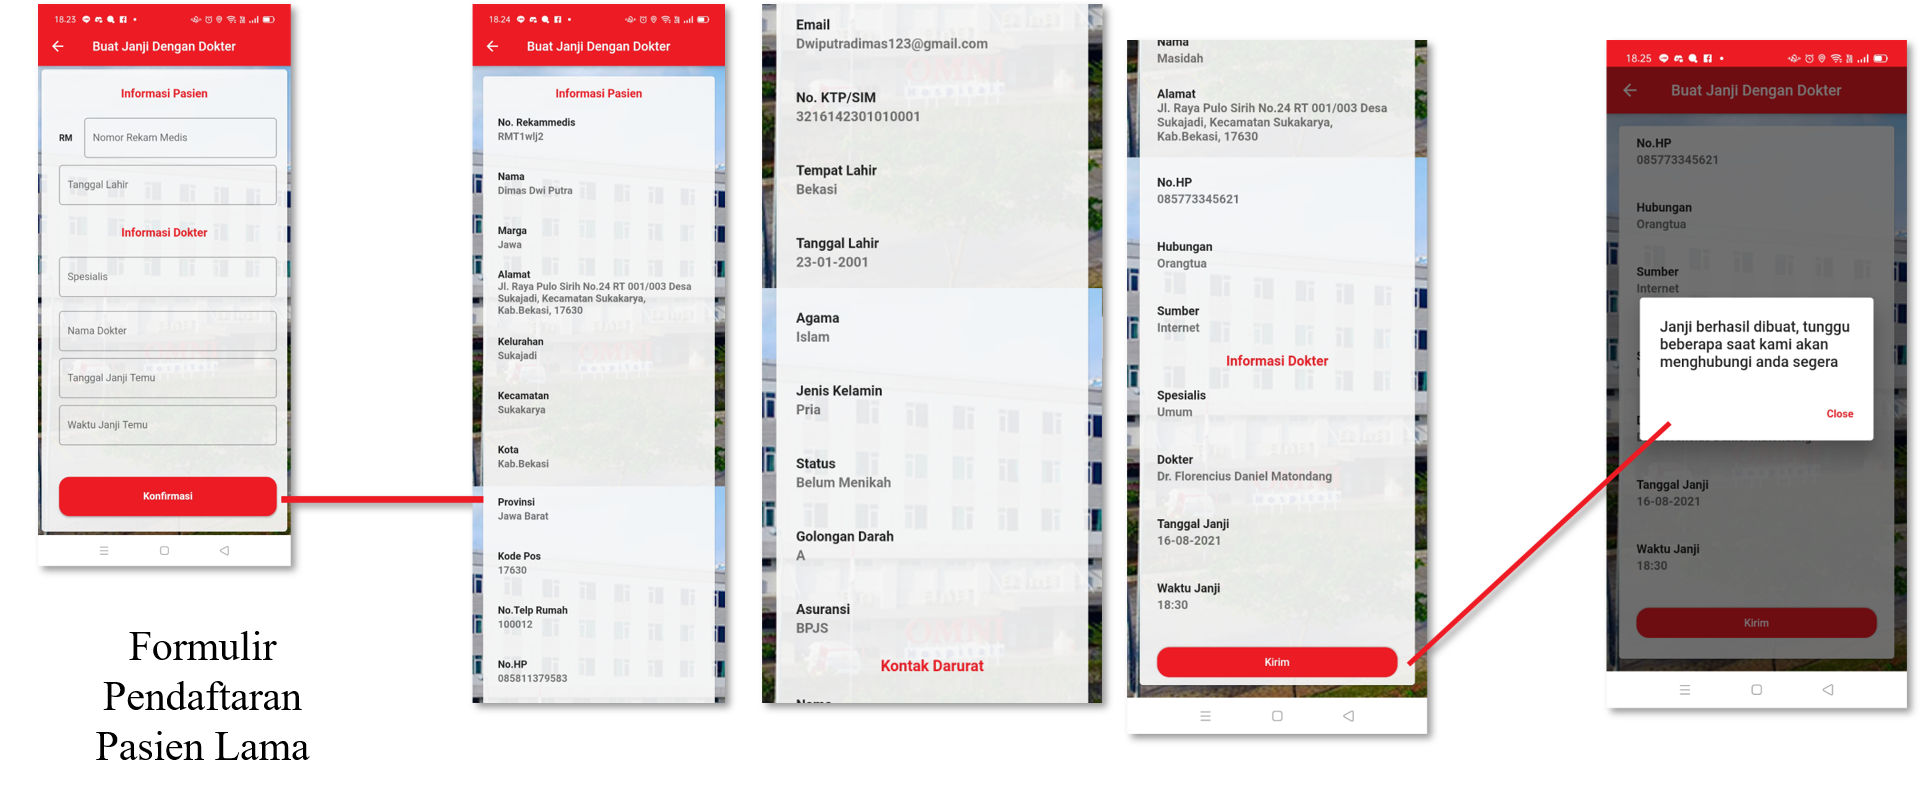 18.23
Buat Janji Dengan Dokter
Informasi Pasien
RM
Nomor Rekam Medis
Tanggal Lahir
Informasi Dokter
Spesialis
Nama Dokter
Tanggal Janji Temu
Waktu Janji Temu
Konfirmasi
Formulir
Pendaftaran
Pasien Lama
18.24
Buat Janji Dengan Dokter
Informasi Pasien
No. Rekammedis
RMT1wlj2
Nama
Dimas Dwi Putra
Marga
Jawa
Alamat
Jl. Raya Pulo Sirih No.24 RT 001/003 Desa
Sukajadi, Kecamatan Sukakarya,
Kab.Bekasi, 17630
Kelurahan
Sukajadi
Kecamatan
Sukakarya
Kota
Kab.Bekasi
Provinsi
Jawa Barat
Kode Pos
17630
No.Telp Rumah
100012
No.HP
085811379583
Email
Dwiputradimas123@gmail.com
No. KTP/SIM
3216142301010001
Tempat Lahir
Bekasi
Tanggal Lahir
23-01-2001
Agama
Islam
Jenis Kelamin
Pria
Status
Belum Menikah
Golongan Darah
A
Asuransi
BPJS
Kontak Darurat
Nama
Nama
Masidah
Alamat
Jl. Raya Pulo Sirih No.24 RT 001/003 Desa
Sukajadi, Kecamatan Sukakarya,
Kab.Bekasi, 17630
No.HP
085773345621
Hubungan
Orangtua
Sumber
Internet
Informasi Dokter
Spesialis
Umum
Dokter
Dr. Florencius Daniel Matondang
Tanggal Janji
16-08-2021
Waktu Janji
18:30
Kirim
18.25
Buat Janji Dengan Dokter
No.HP
085773345621
Hubungan
Orangtua
Sumber
Internet
Janji berhasil dibuat, tunggu
beberapa saat kami akan
menghubungi anda segera
Close
Tanggal Janji
16-08-2021
Waktu Janji
18:30
Kirim